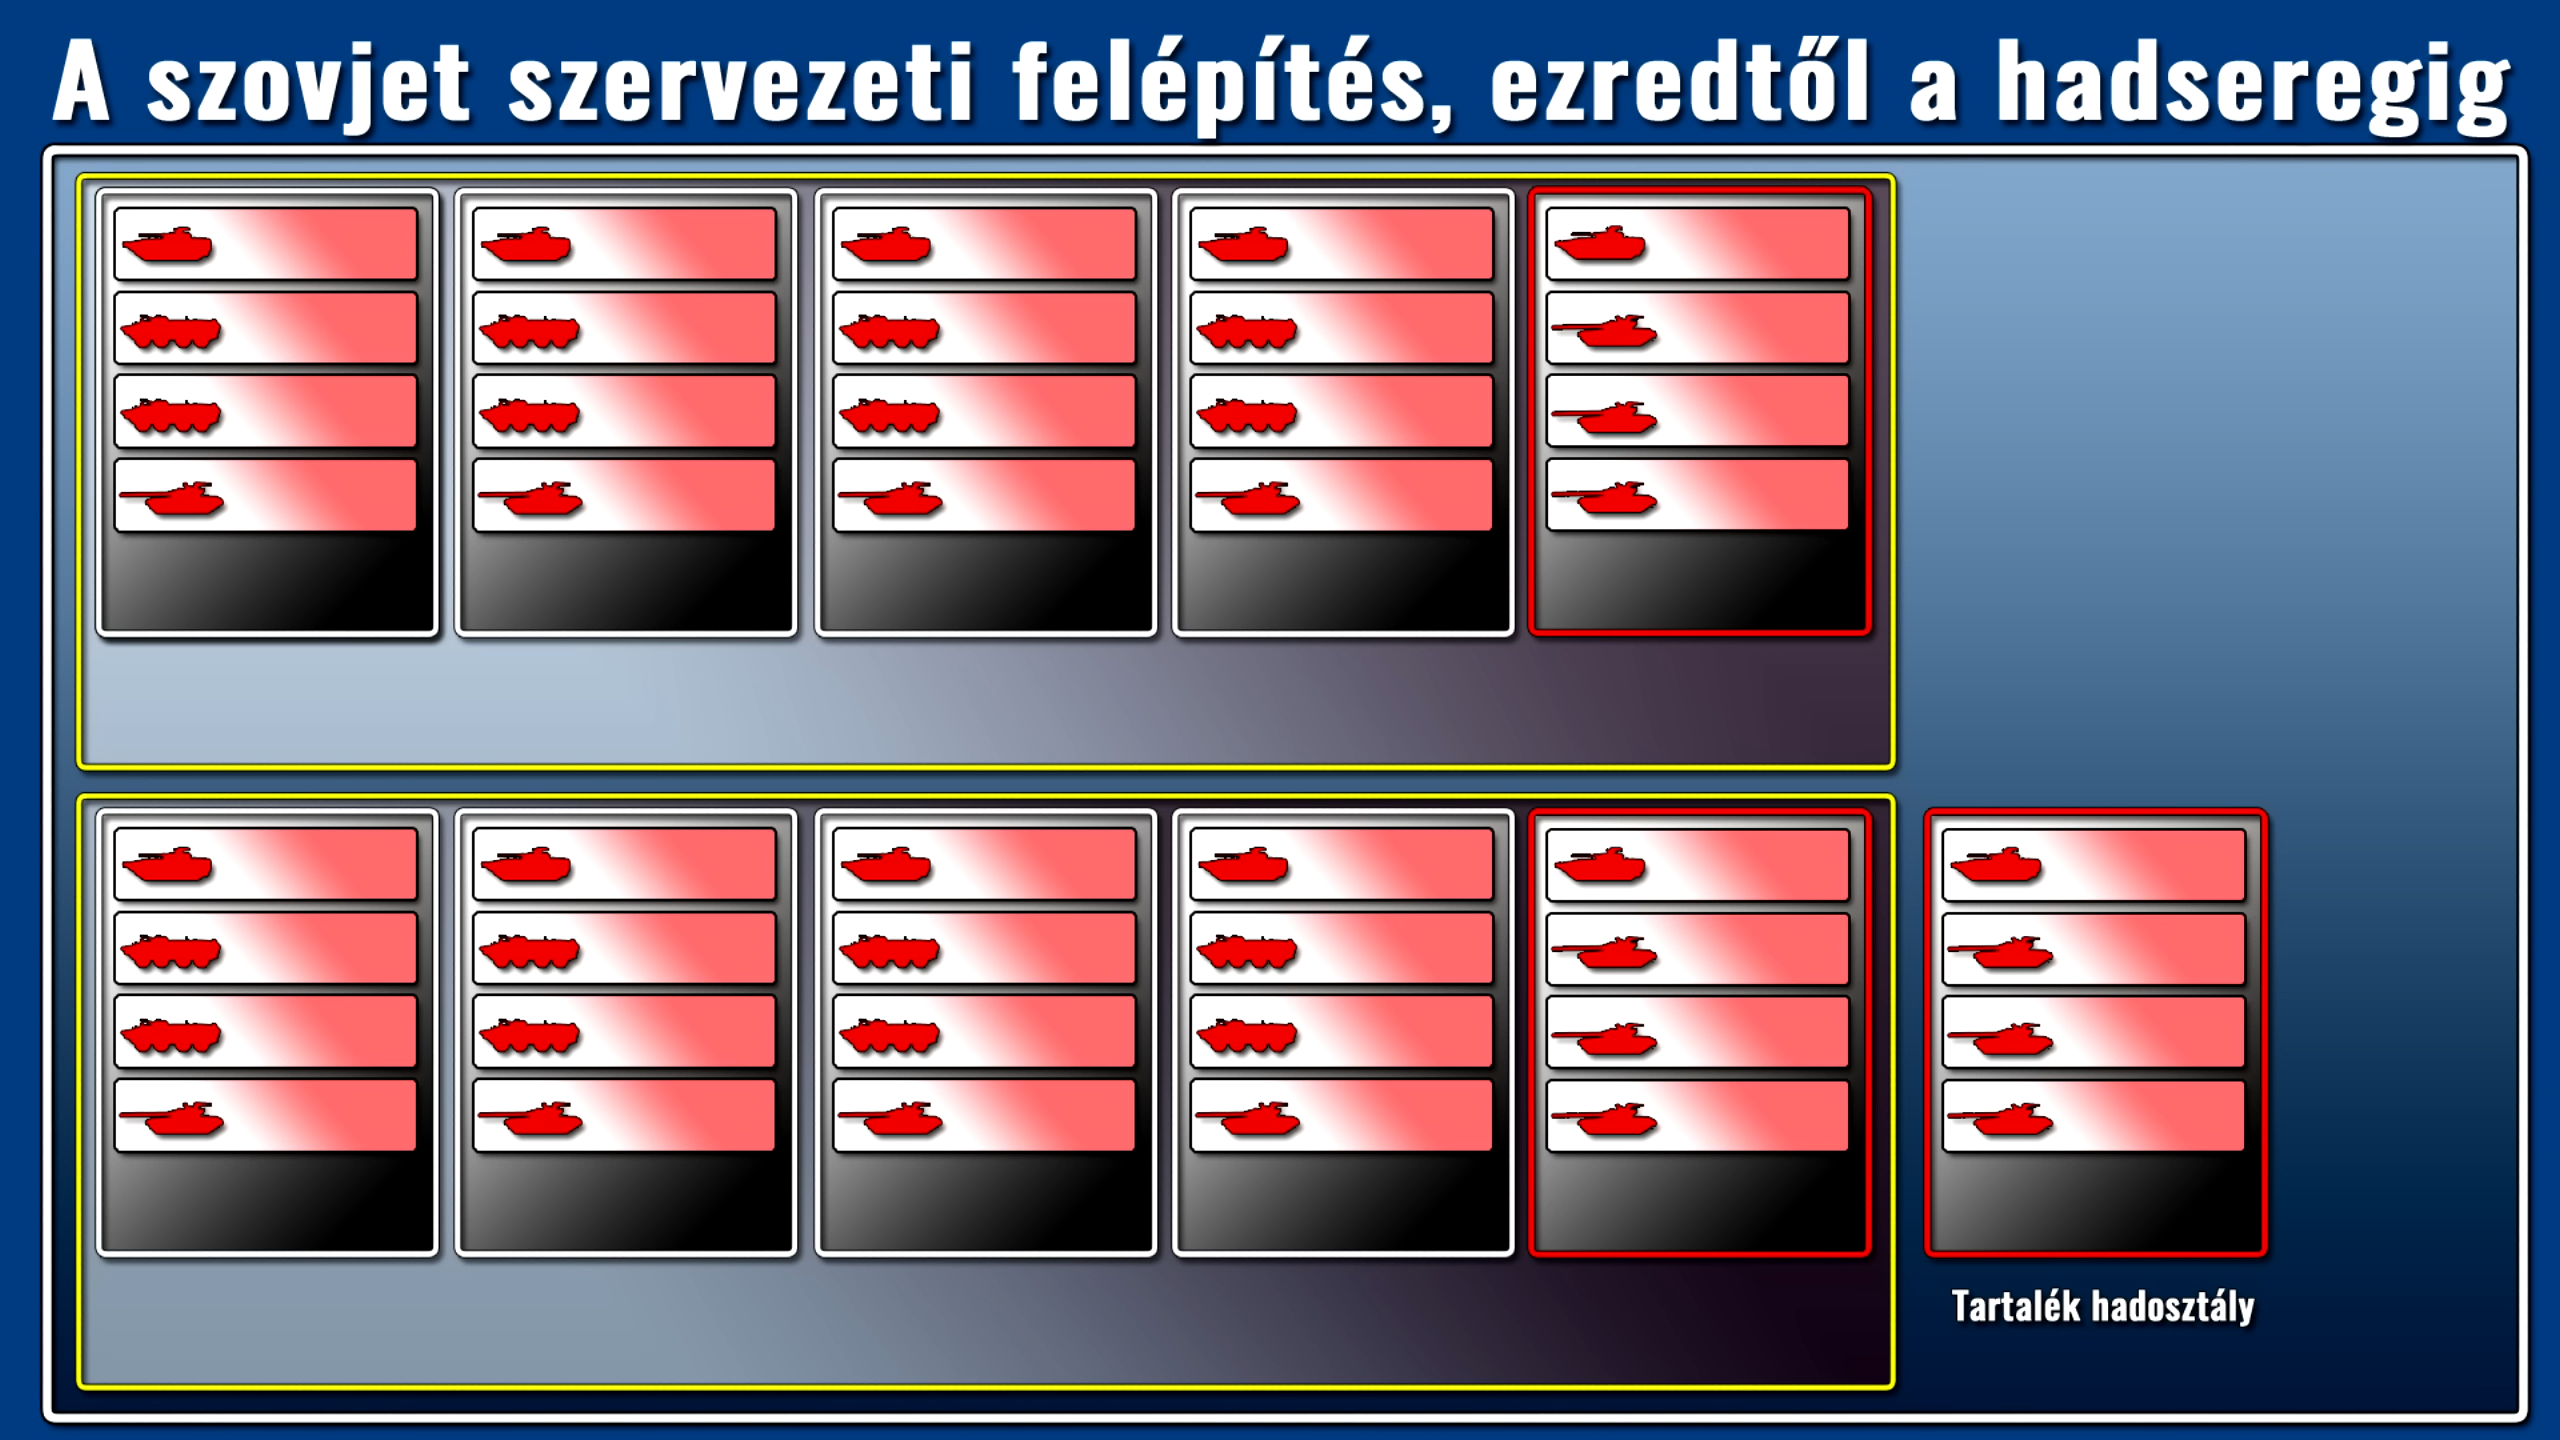 A szovjet szervezeti felépítés, ezredtől a hadseregig
Tartalék hadosztály